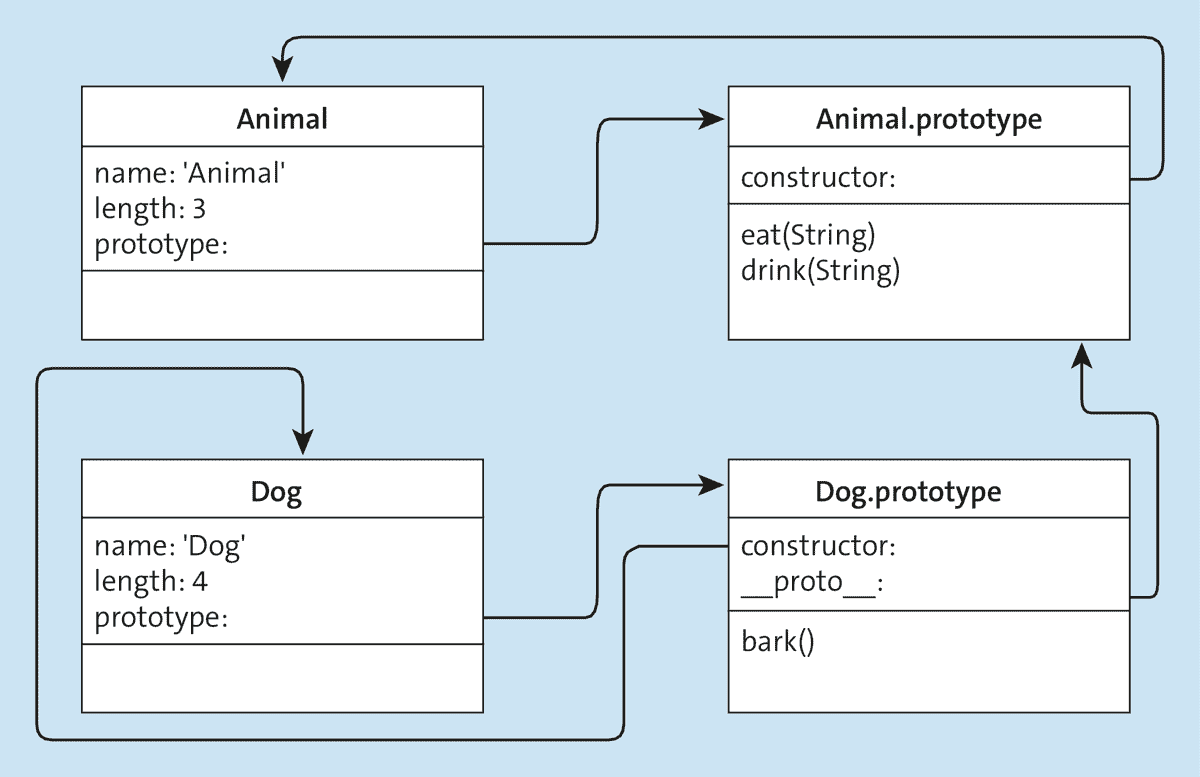 Animal
name: 'Animal'
length: 3
prototype:
Animal.prototype
constructor:
eat(String)
drink(String)
Dog
name: 'Dog'
length: 4
prototype:
Dog.prototype
constructor:
__proto__:
bark()